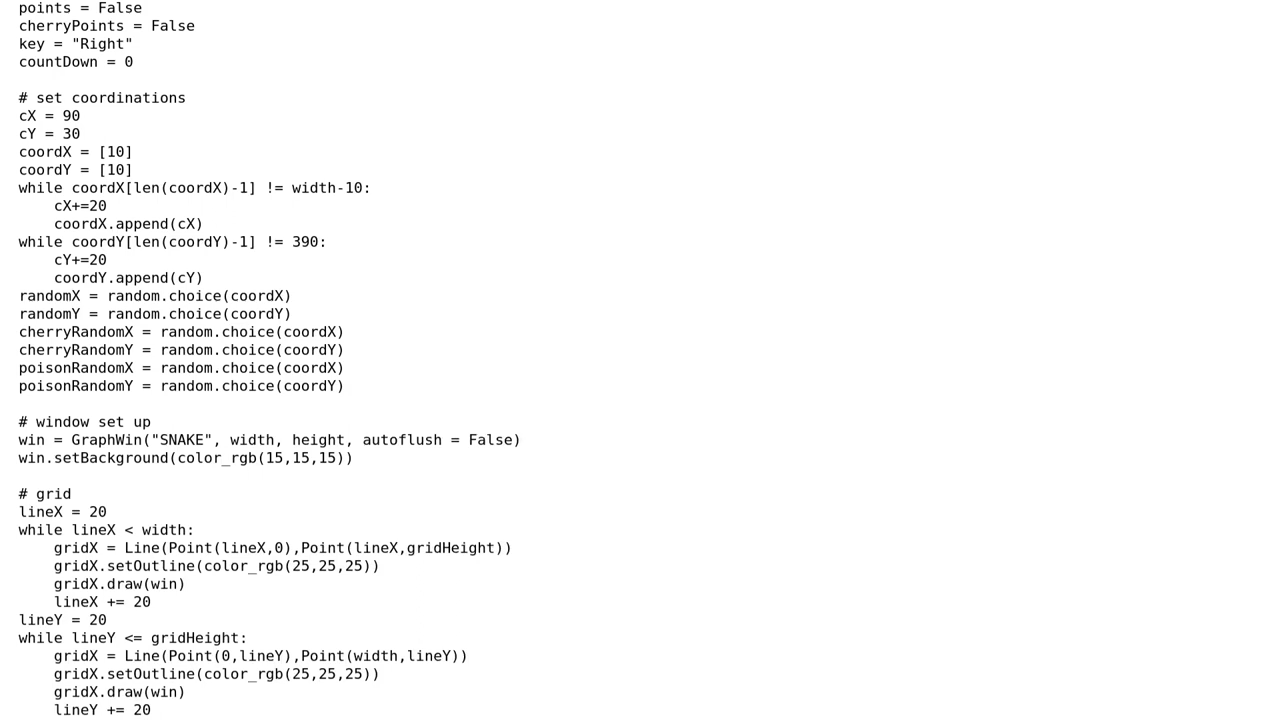 points = False
cherryPoints = False
key = "Right"
countDown = 0

# set coordinations
cX = 90
cY = 30
coordX = [10]
coordY = [10]
while coordX[len(coordX)-1] != width-10:
    cX+=20
    coordX.append(cX)
while coordY[len(coordY)-1] != 390:
    cY+=20
    coordY.append(cY)
randomX = random.choice(coordX)
randomY = random.choice(coordY)
cherryRandomX = random.choice(coordX)
cherryRandomY = random.choice(coordY)
poisonRandomX = random.choice(coordX)
poisonRandomY = random.choice(coordY)

# window set up
win = GraphWin("SNAKE", width, height, autoflush = False)
win.setBackground(color_rgb(15,15,15))

# grid
lineX = 20
while lineX < width:
    gridX = Line(Point(lineX,0),Point(lineX,gridHeight))
    gridX.setOutline(color_rgb(25,25,25))
    gridX.draw(win)
    lineX += 20
lineY = 20
while lineY <= gridHeight:
    gridX = Line(Point(0,lineY),Point(width,lineY))
    gridX.setOutline(color_rgb(25,25,25))
    gridX.draw(win)
    lineY += 20